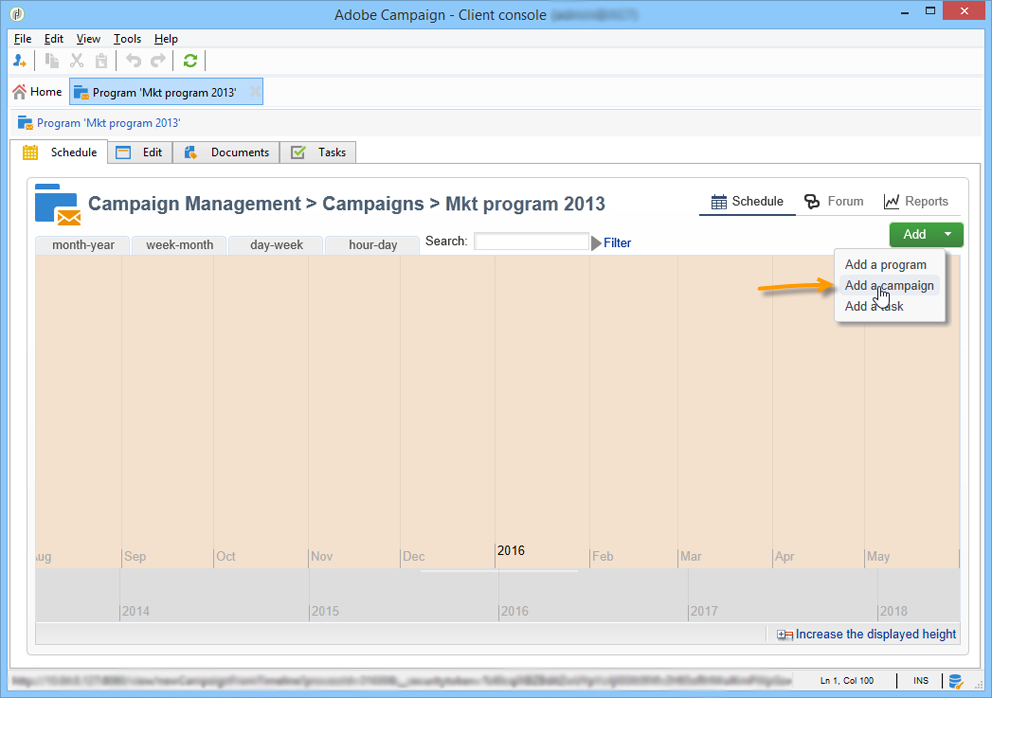 Adobe Campaign - Client console
File Edit View Tools Help
Home Program 'Mkt program 2013'
Program 'Mkt program 2013'
Schedule Edit Documents Tasks
Campaign Management > Campaigns > Mkt program 2013
Schedule Forum Reports
month-year week-month day-week hour-day Search: Filter
Add
Add a program
Add a campaign
Add a task
Aug Sep Oct Nov Dec 2016 Feb Mar Apr May
2014 2015 2016 2017 2018
Increase the displayed height
Ln 1, Col 100 INS